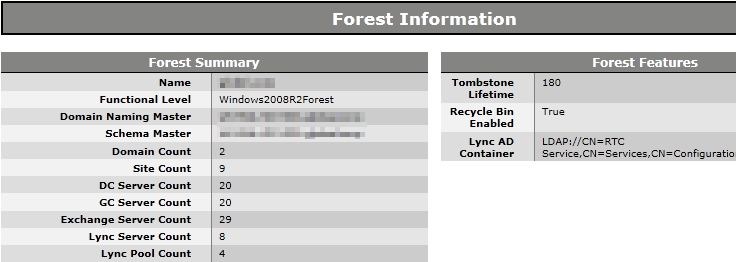 Forest Information
Forest Summary
Name
Functional Level Windows2008R2Forest
Domain Naming Master
Schema Master
Domain Count 2
Site Count 9
DC Server Count 20
GC Server Count 20
Exchange Server Count 29
Lync Server Count 8
Lync Pool Count 4
Forest Features
Tombstone 180
Lifetime
Recycle Bin True
Enabled
Lync AD LDAP://CN=RTC
Container Service,CN=Services,CN=Configuratio